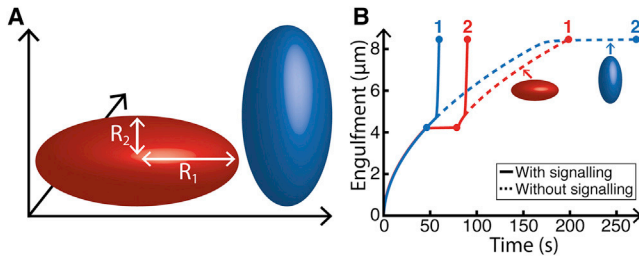 A
R₂
R₁
B
1 2 1 2
Engulfment (μm)
8
6
4
2
0
With signalling
Without signalling
0 50 100 150 200 250
Time (s)